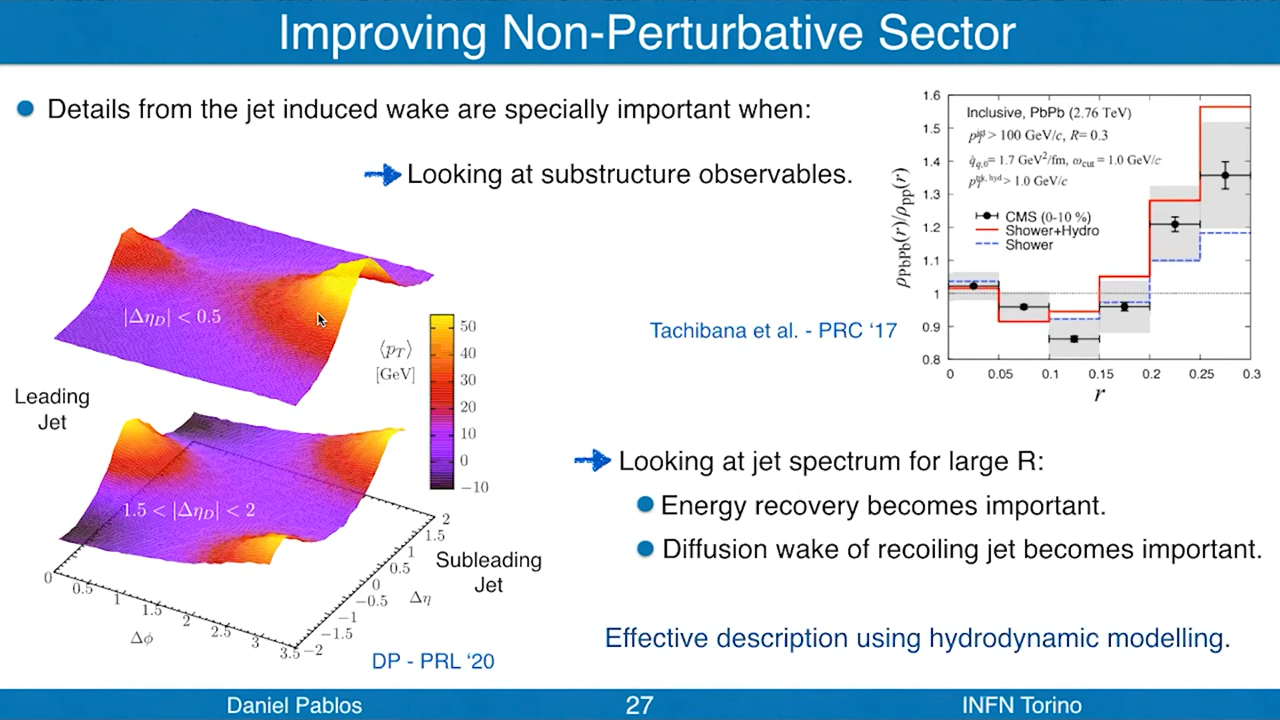 Improving Non-Perturbative Sector
Details from the jet induced wake are specially important when:
Looking at substructure observables.
|Δη_D| < 0.5
Leading
Jet
1.5 < |Δη_D| < 2
⟨p_T⟩
[GeV]
50
40
30
20
10
0
−10
0
0.5
1
1.5
2
2.5
3
3.5
Δϕ
−2
−1.5
−1
−0.5
0
0.5
1
1.5
2
Δη
Subleading
Jet
DP - PRL ‘20
Tachibana et al. - PRC ‘17
1.6
1.5
1.4
1.3
1.2
1.1
1
0.9
0.8
ρPbPb(r)/ρpp(r)
Inclusive, PbPb (2.76 TeV)
p_T^jet > 100 GeV/c, R= 0.3
q̂_q,0= 1.7 GeV²/fm, ω_cut = 1.0 GeV/c
p_T^trk, hyd > 1.0 GeV/c
CMS (0-10 %)
Shower+Hydro
Shower
0
0.05
0.1
0.15
0.2
0.25
0.3
r
Looking at jet spectrum for large R:
Energy recovery becomes important.
Diffusion wake of recoiling jet becomes important.
Effective description using hydrodynamic modelling.
Daniel Pablos
27
INFN Torino